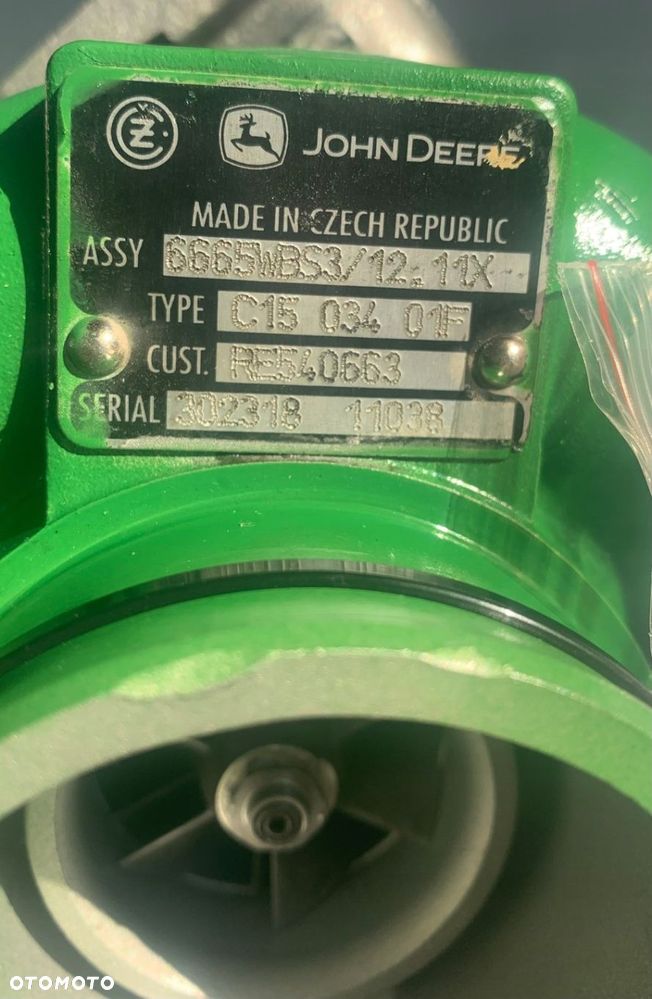 ČZ JOHN DEERE
MADE IN CZECH REPUBLIC
ASSY 6665WBS3/12.11X
TYPE C15 034 01F
CUST. RE540663
SERIAL 302318 11038
OTOMOTO